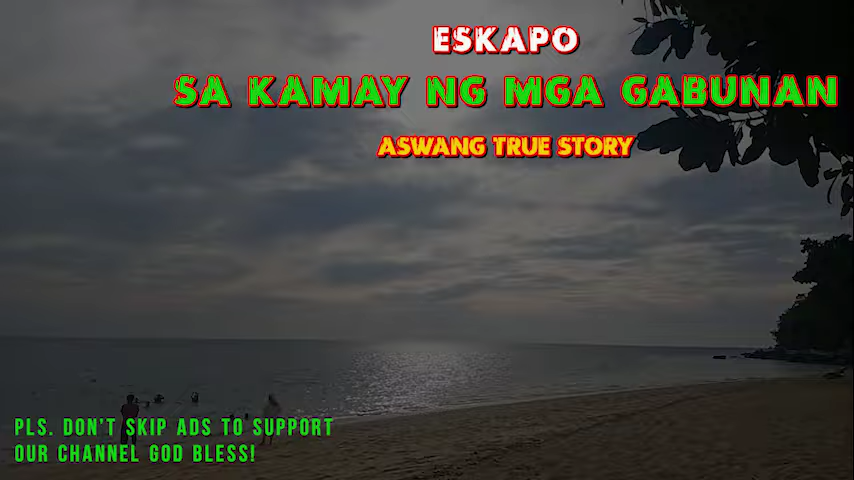 ESKAPO
SA KAMAY NG MGA GABUNAN
ASWANG TRUE STORY
PLS. DON'T SKIP ADS TO SUPPORT
OUR CHANNEL GOD BLESS!